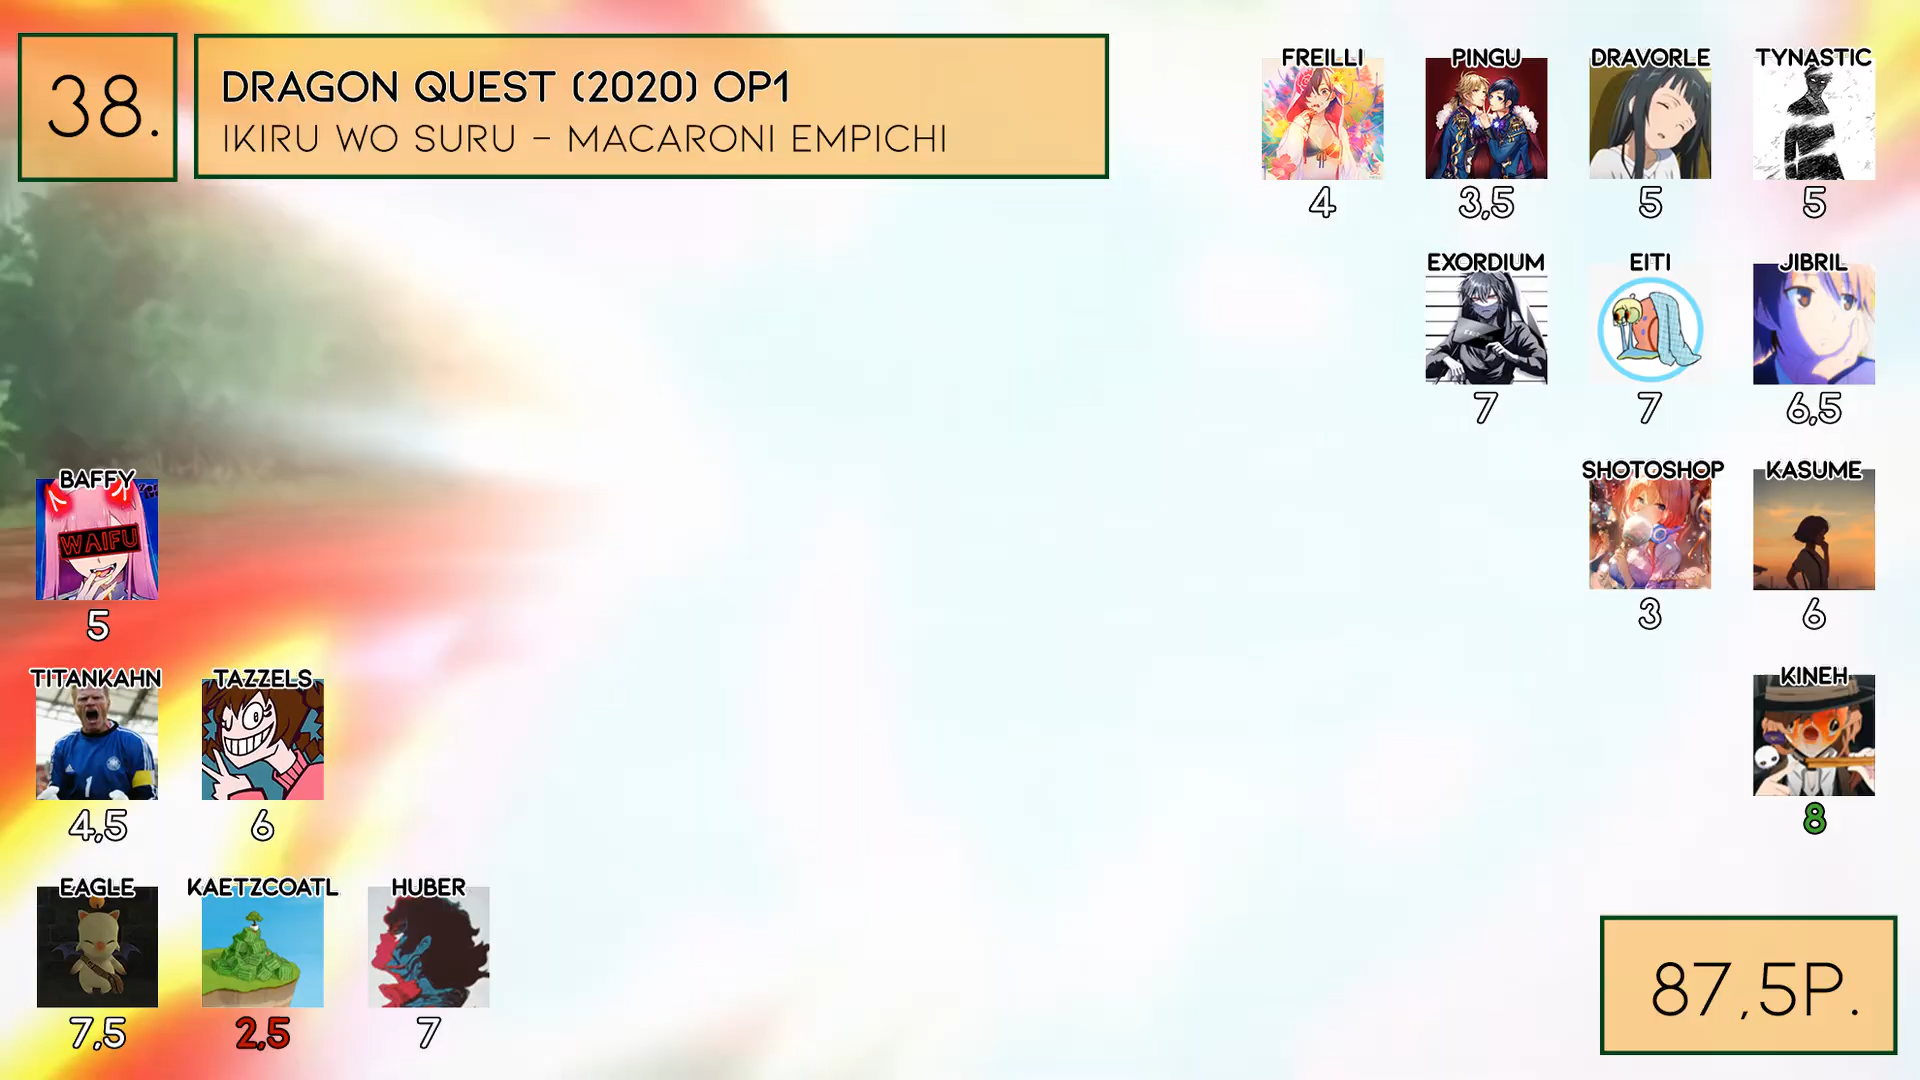 38.
DRAGON QUEST (2020) OP1
IKIRU WO SURU – MACARONI EMPICHI
FREILLI
4
PINGU
3,5
DRAVORLE
5
TYNASTIC
5
EXORDIUM
7
EITI
7
JIBRIL
6,5
BAFFY
WAIFU
5
SHOTOSHOP
3
KASUME
6
TITANKAHN
1
4,5
TAZZELS
6
KINEH
8
EAGLE
7,5
KAETZCOATL
2,5
HUBER
7
87,5P.